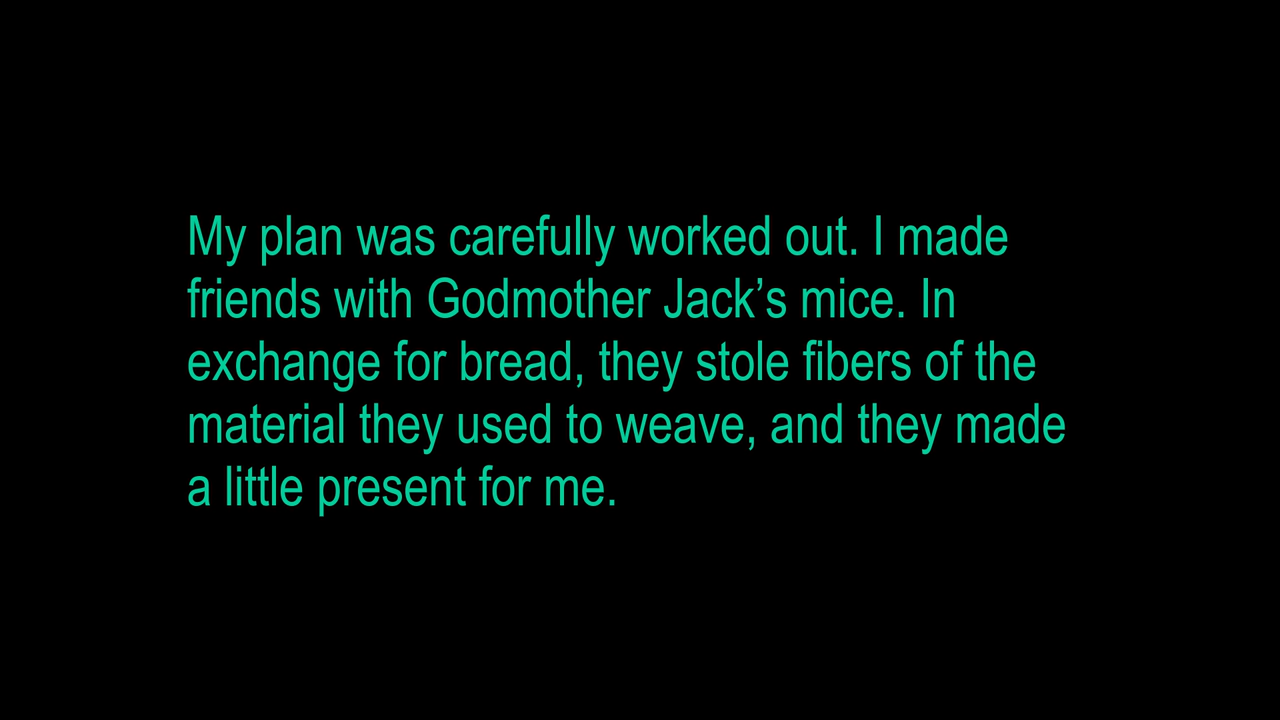 My plan was carefully worked out. I made
friends with Godmother Jack’s mice. In
exchange for bread, they stole fibers of the
material they used to weave, and they made
a little present for me.